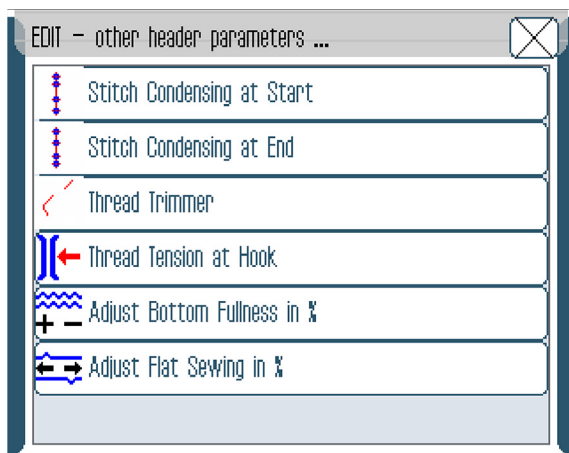 EDIT - other header parameters ...
Stitch Condensing at Start
Stitch Condensing at End
Thread Trimmer
Thread Tension at Hook
Adjust Bottom Fullness in %
Adjust Flat Sewing in %